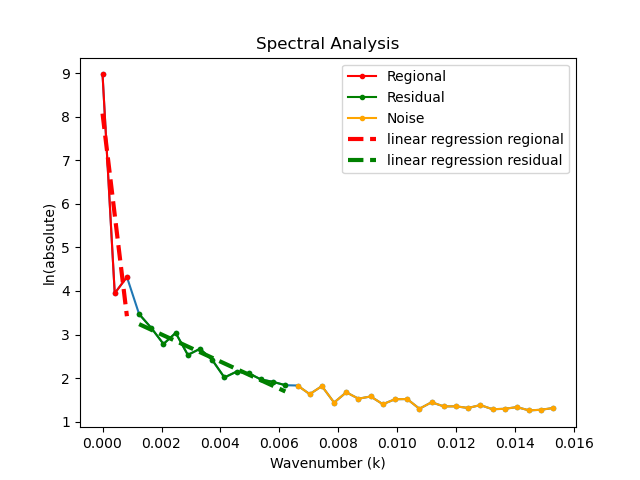 Spectral Analysis
Regional
Residual
Noise
linear regression regional
linear regression residual
ln(absolute)
9
8
7
6
5
4
3
2
1
0.000 0.002 0.004 0.006 0.008 0.010 0.012 0.014 0.016
Wavenumber (k)